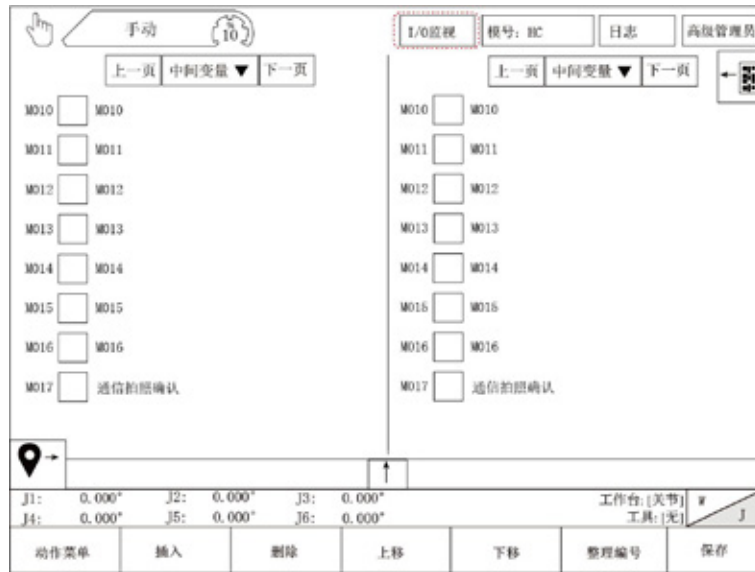 手动 % 10 I/O监视 模号：HC 日志 高级管理员
上一页 中间变量 ▼ 下一页 上一页 中间变量 ▼ 下一页
M010 M010 M010 M010
M011 M011 M011 M011
M012 M012 M012 M012
M013 M013 M013 M013
M014 M014 M014 M014
M015 M015 M015 M015
M016 M016 M016 M016
M017 通信拍照确认 M017 通信拍照确认
J1: 0.000° J2: 0.000° J3: 0.000° 工作台:[关节] W
J4: 0.000° J5: 0.000° J6: 0.000° 工具:[无] J
动作菜单 插入 删除 上移 下移 整理编号 保存